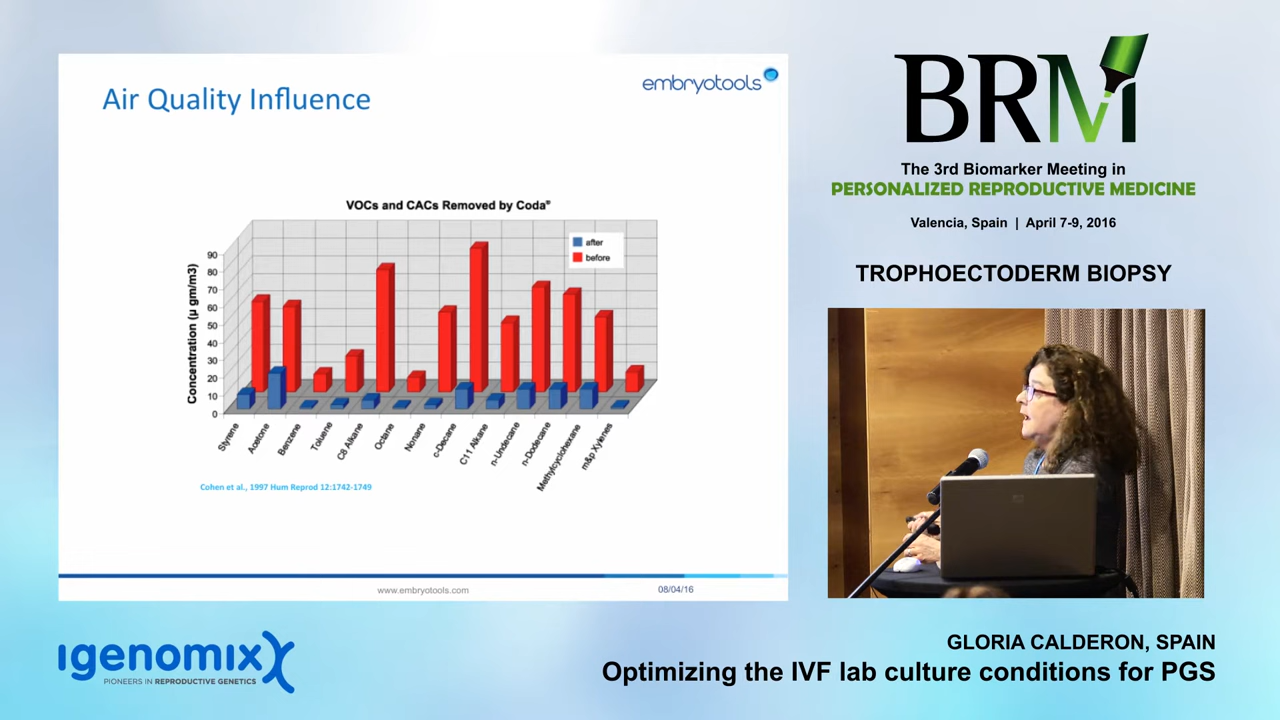 embryotools
Air Quality Influence
VOCs and CACs Removed by Coda®
Concentration (µ gm/m3)
90
80
70
60
50
40
30
20
10
0
after
before
Styrene
Acetone
Benzene
Toluene
C8 Alkane
Octane
Nonane
c-Decane
C11 Alkane
n-Undecane
n-Dodecane
Methylcyclohexane
m&p Xylenes
Cohen et al., 1997 Hum Reprod 12:1742-1749
www.embryotools.com
08/04/16
BRM
The 3rd Biomarker Meeting in
PERSONALIZED REPRODUCTIVE MEDICINE
Valencia, Spain | April 7-9, 2016
TROPHOECTODERM BIOPSY
igenomix
PIONEERS IN REPRODUCTIVE GENETICS
GLORIA CALDERON, SPAIN
Optimizing the IVF lab culture conditions for PGS